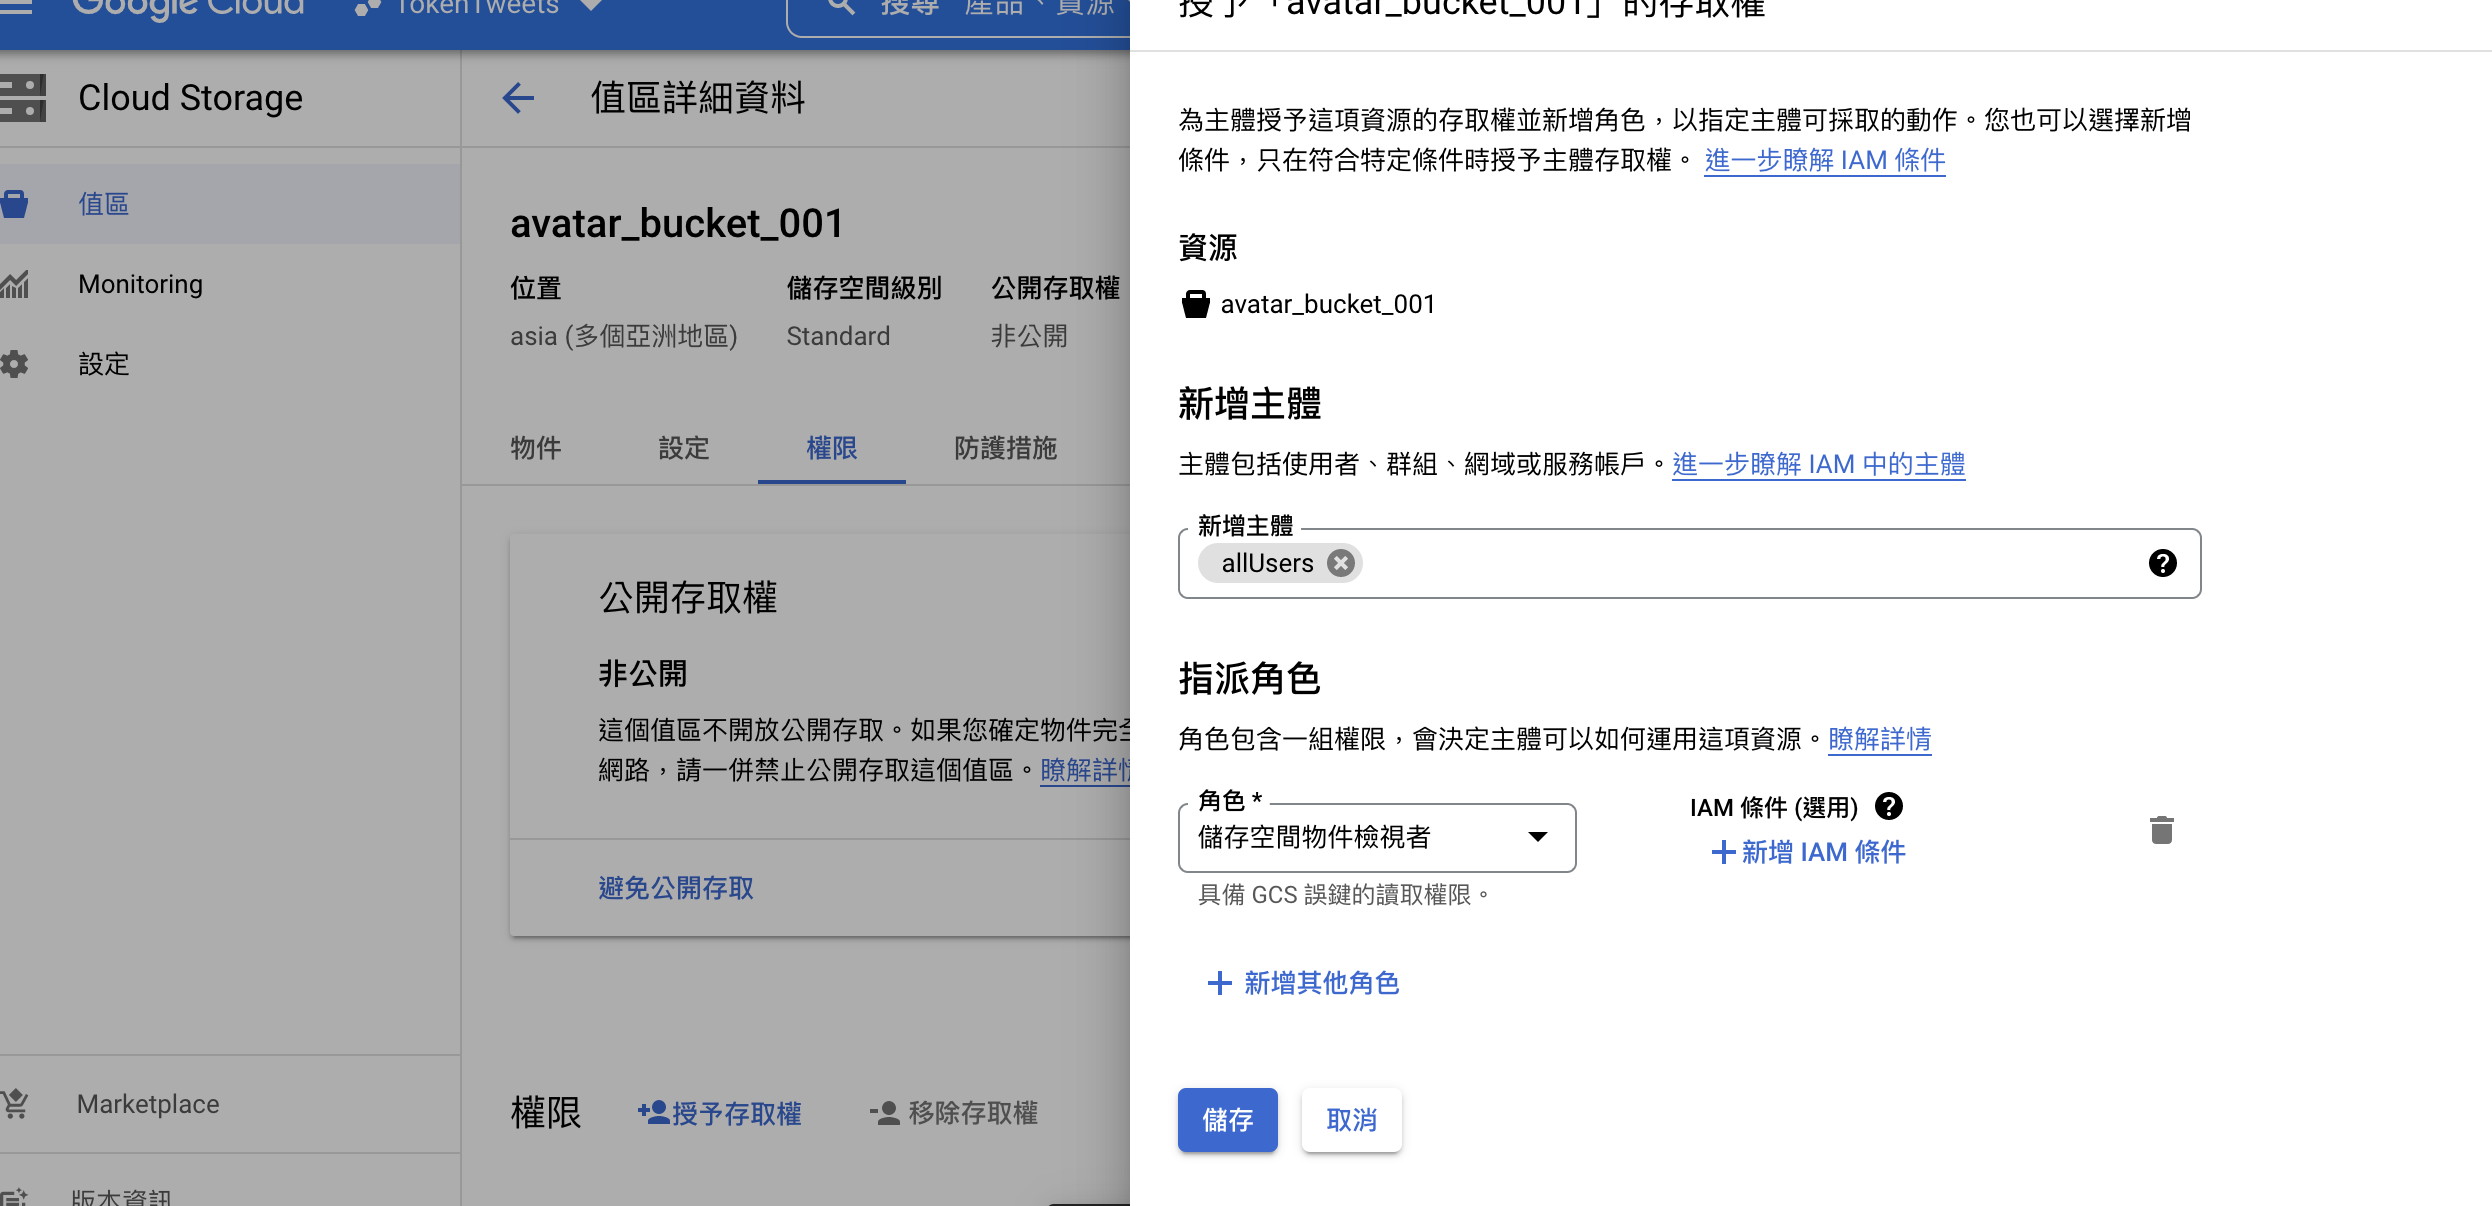 Google Cloud
TokenTweets
搜尋 產品、資源
Cloud Storage
值區
Monitoring
設定
Marketplace
版本資訊
值區詳細資料
avatar_bucket_001
位置
儲存空間級別
公開存取權
asia (多個亞洲地區)
Standard
非公開
物件
設定
權限
防護措施
公開存取權
非公開
這個值區不開放公開存取。如果您確定物件完全
網路，請一併禁止公開存取這個值區。瞭解詳情
避免公開存取
權限
授予存取權
移除存取權
授予「avatar_bucket_001」的存取權
為主體授予這項資源的存取權並新增角色，以指定主體可採取的動作。您也可以選擇新增
條件，只在符合特定條件時授予主體存取權。 進一步瞭解 IAM 條件
資源
avatar_bucket_001
新增主體
主體包括使用者、群組、網域或服務帳戶。進一步瞭解 IAM 中的主體
新增主體
allUsers
指派角色
角色包含一組權限，會決定主體可以如何運用這項資源。瞭解詳情
角色 *
儲存空間物件檢視者
具備 GCS 誤鍵的讀取權限。
IAM 條件 (選用)
新增 IAM 條件
新增其他角色
儲存
取消